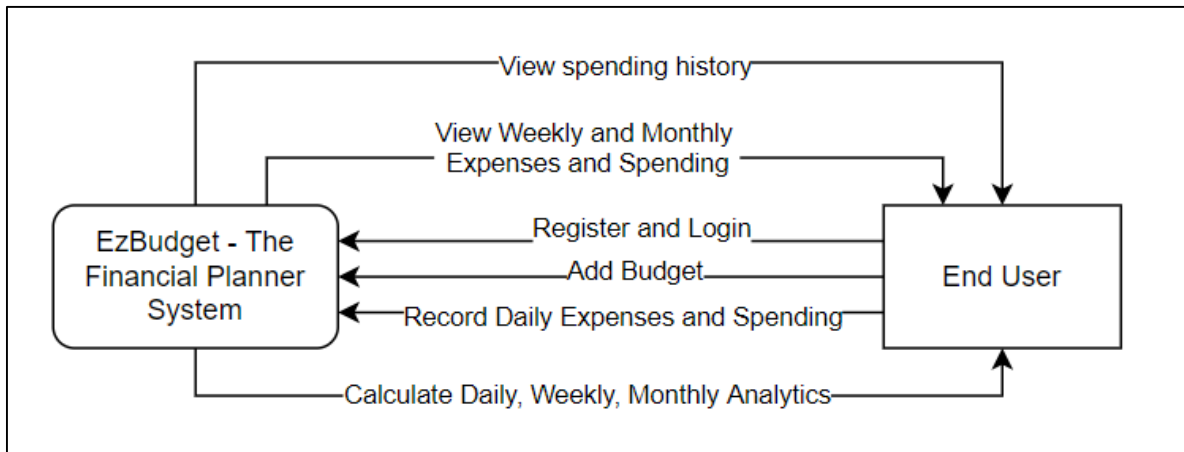 View spending history
View Weekly and Monthly
Expenses and Spending
EzBudget - The
Financial Planner
System
Register and Login
Add Budget
Record Daily Expenses and Spending
End User
Calculate Daily, Weekly, Monthly Analytics